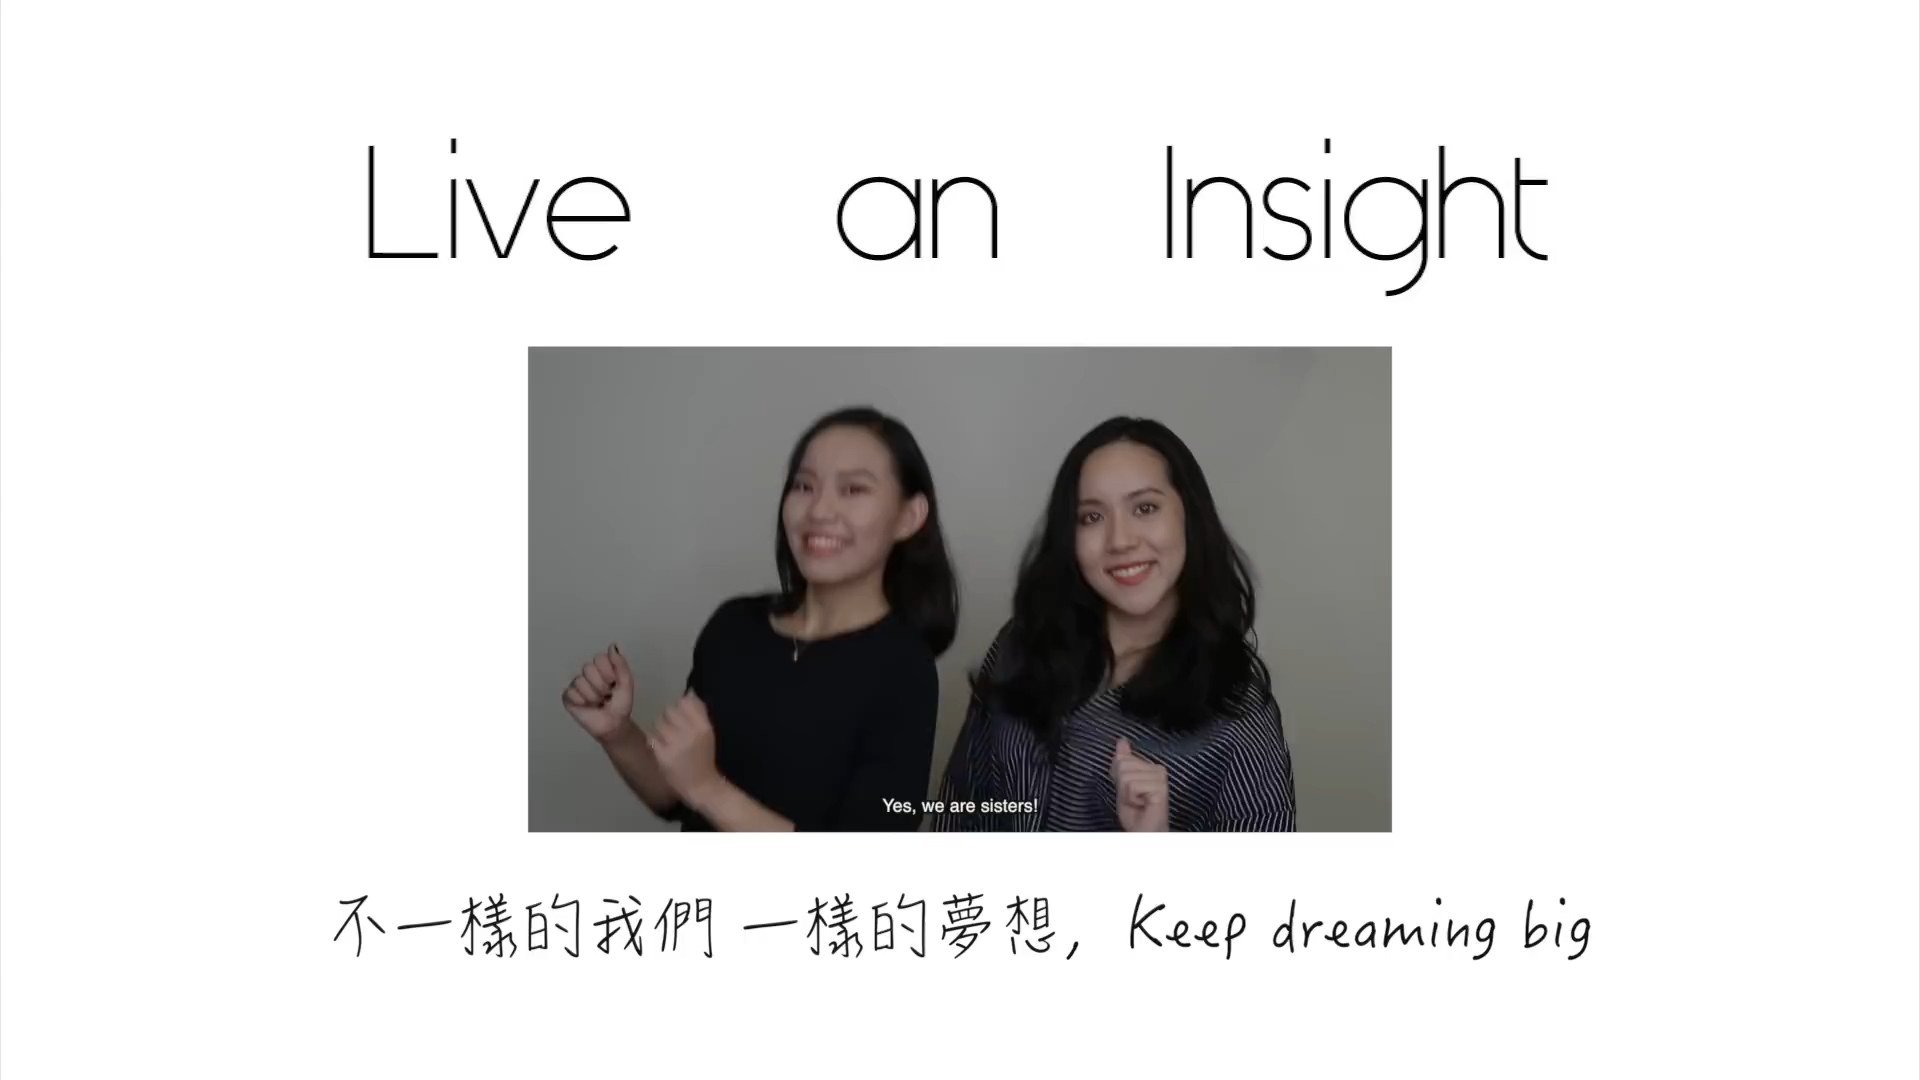 Live an Insight
Yes, we are sisters!
不一樣的我們 一樣的夢想, Keep dreaming big